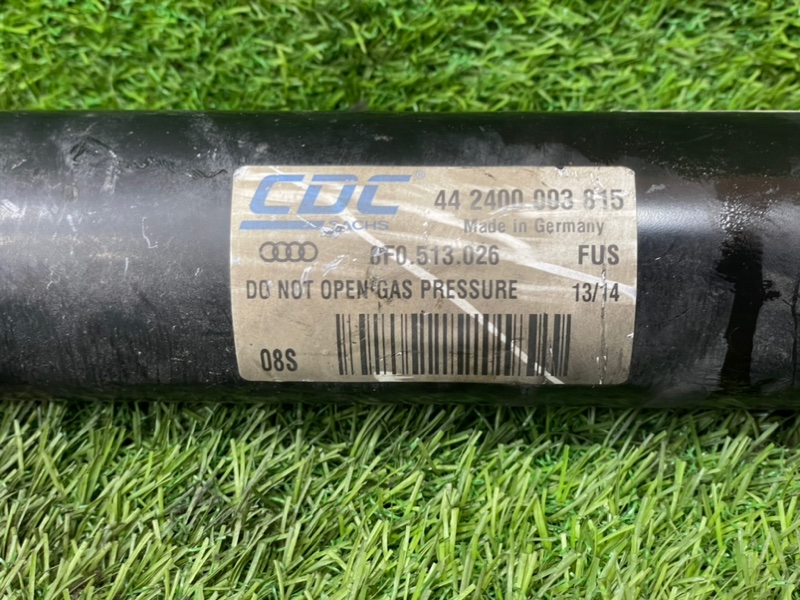 CDC 44 2400 003 815
SACHS Made in Germany
513.026 FUS
DO NOT OPEN GAS PRESSURE 13/14
08S